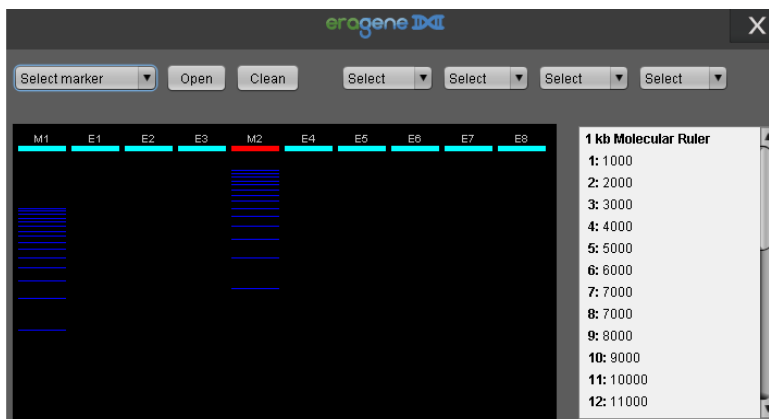 eragene
X
Select marker Open Clean Select Select Select Select
M1 E1 E2 E3 M2 E4 E5 E6 E7 E8
1 kb Molecular Ruler
1: 1000
2: 2000
3: 3000
4: 4000
5: 5000
6: 6000
7: 7000
8: 7000
9: 8000
10: 9000
11: 10000
12: 11000